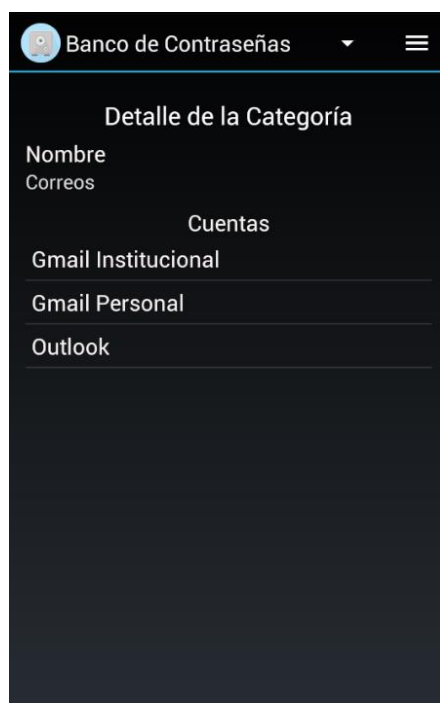 Banco de Contraseñas
Detalle de la Categoría
Nombre
Correos
Cuentas
Gmail Institucional
Gmail Personal
Outlook